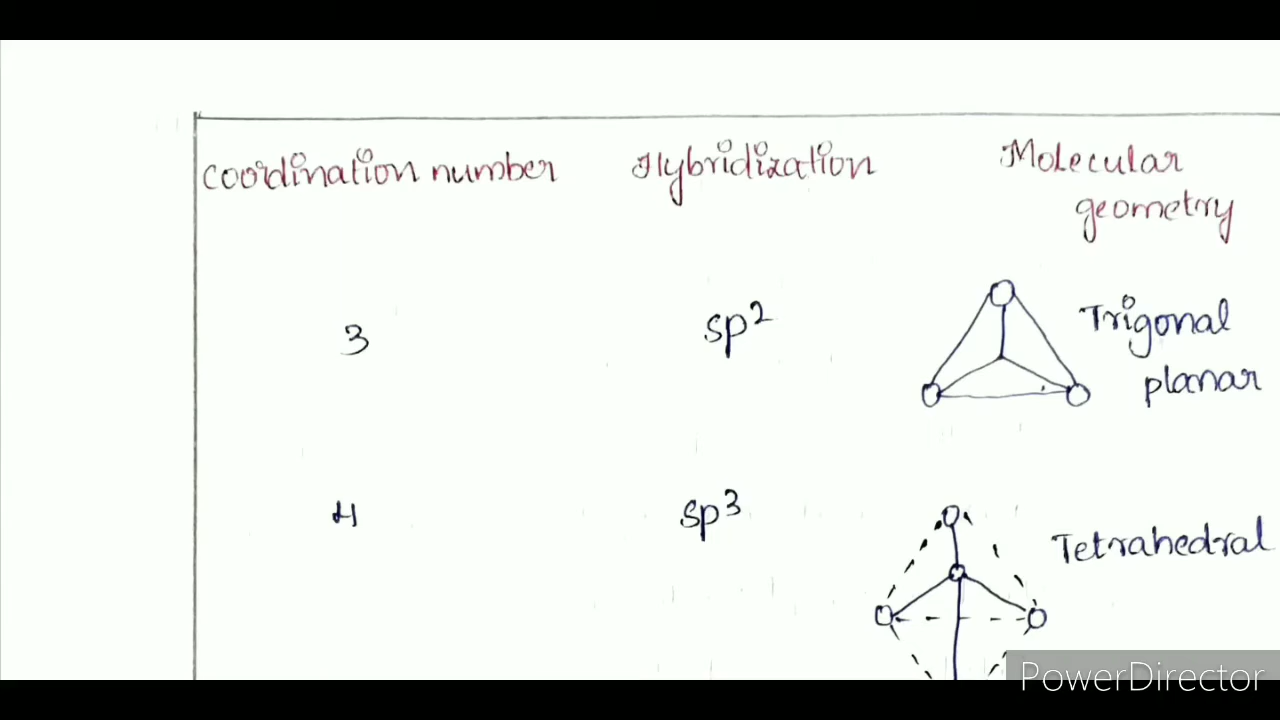 Coordination number Hybridization Molecular geometry
3 sp² Trigonal planar
4 sp³ Tetrahedral
PowerDirector